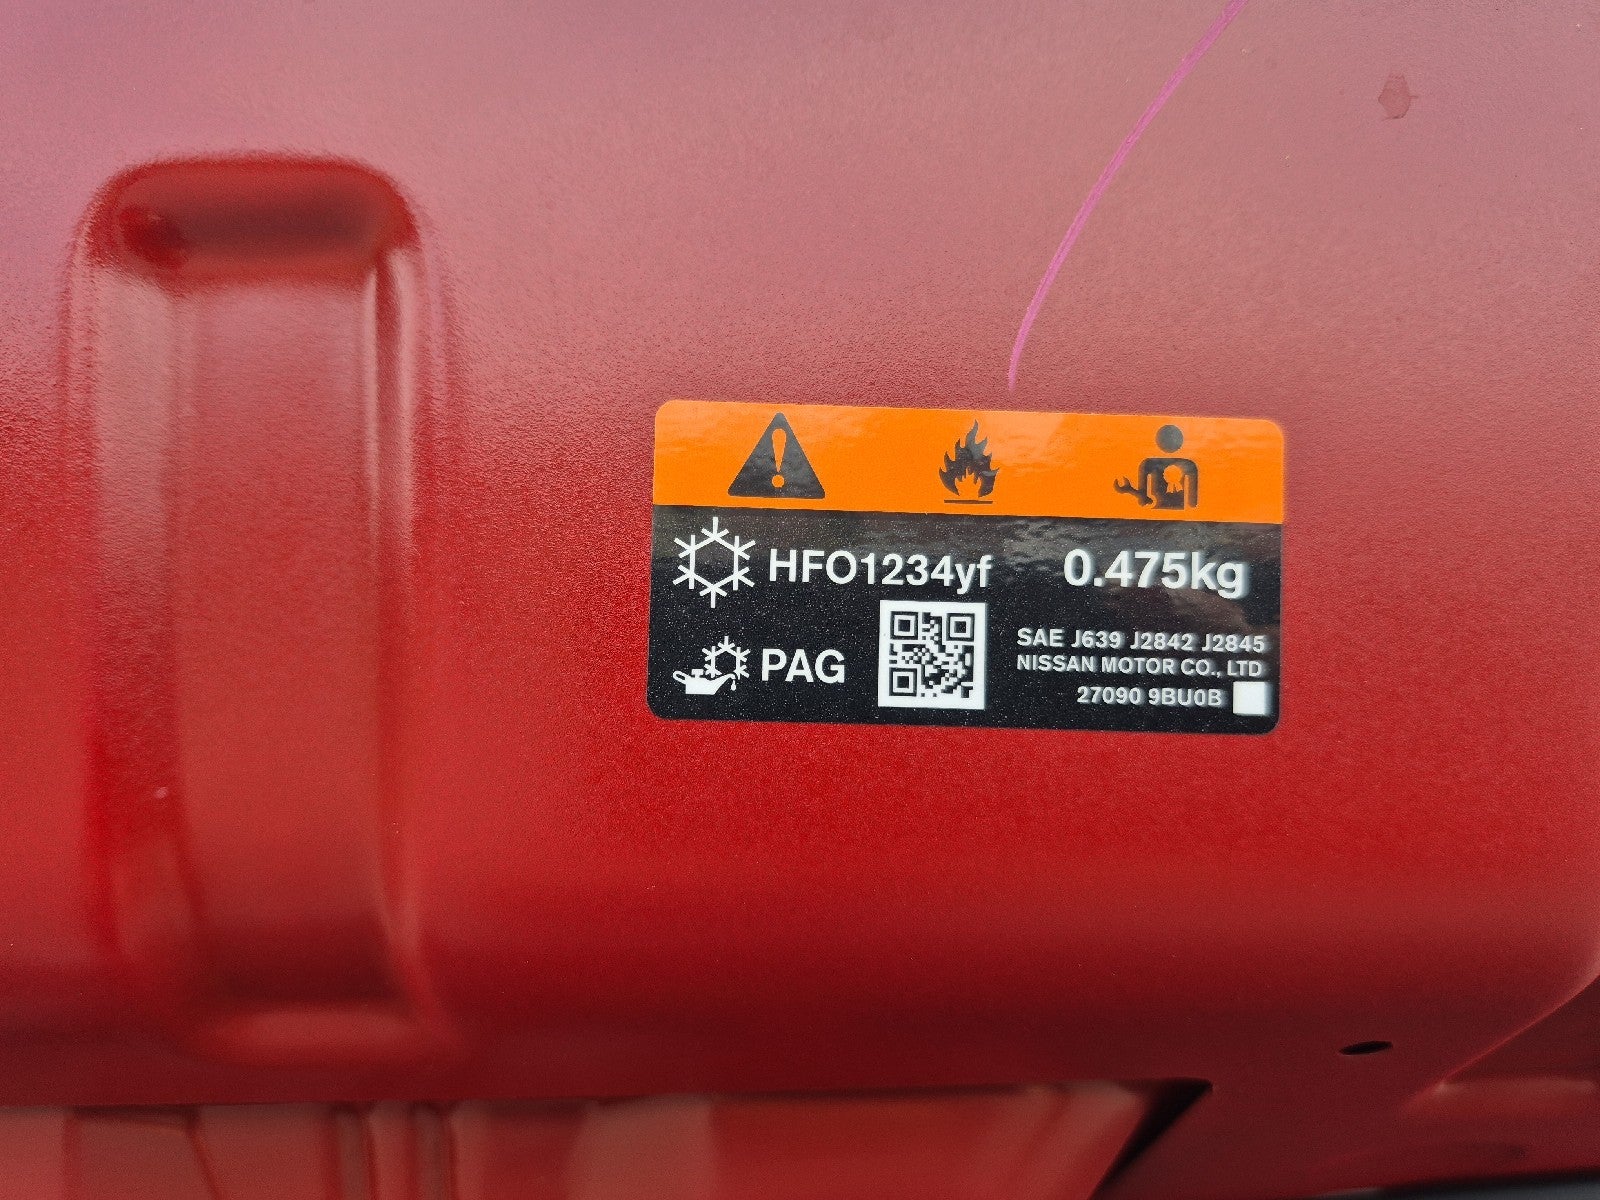 HFO1234yf 0.475kg
PAG
SAE J639 J2842 J2845
NISSAN MOTOR CO., LTD
27090 9BU0B